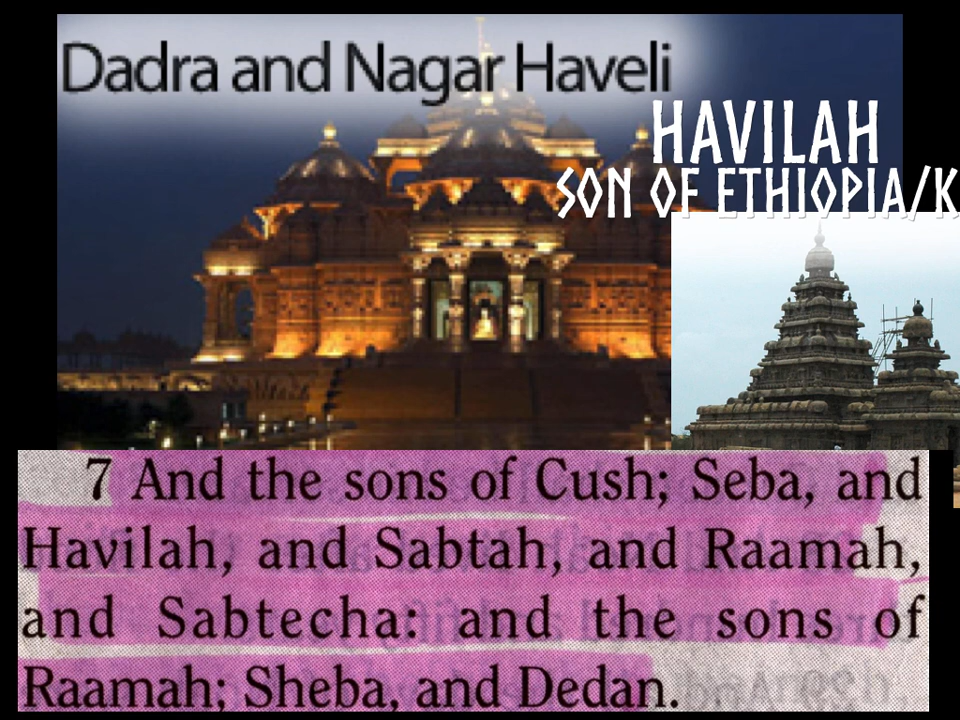 Dadra and Nagar Haveli
HAVILAH
SON OF ETHIOPIA/K
7 And the sons of Cush; Seba, and
Havilah, and Sabtah, and Raamah,
and Sabtecha: and the sons of
Raamah; Sheba, and Dedan.